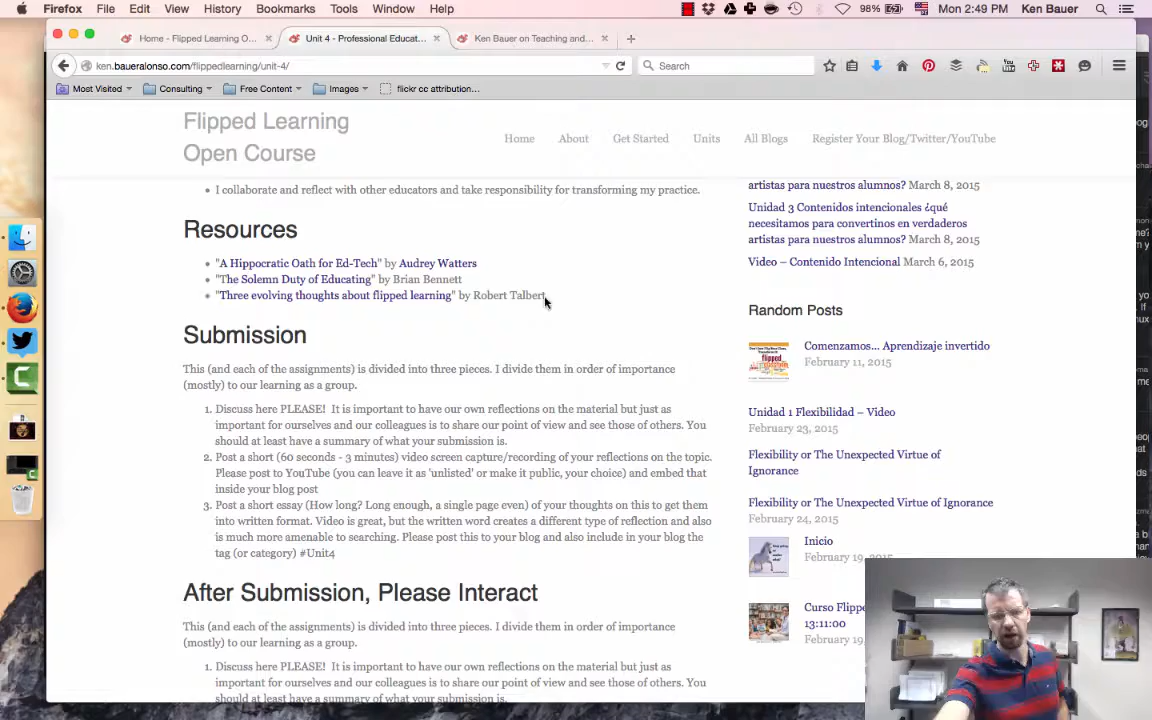 Firefox File Edit View History Bookmarks Tools Window Help 98% Mon 2:49 PM Ken Bauer
Home - Flipped Learning O... Unit 4 - Professional Educat... Ken Bauer on Teaching and...
ken.baueralonso.com/flippedlearning/unit-4/ Search
Most Visited Consulting Free Content Images flickr cc attribution...
Flipped Learning
Open Course
Home About Get Started Units All Blogs Register Your Blog/Twitter/YouTube
• I collaborate and reflect with other educators and take responsibility for transforming my practice.
Resources
• "A Hippocratic Oath for Ed-Tech" by Audrey Watters
• "The Solemn Duty of Educating" by Brian Bennett
• "Three evolving thoughts about flipped learning" by Robert Talbert
Submission
This (and each of the assignments) is divided into three pieces. I divide them in order of importance
(mostly) to our learning as a group.
1. Discuss here PLEASE! It is important to have our own reflections on the material but just as
important for ourselves and our colleagues is to share our point of view and see those of others. You
should at least have a summary of what your submission is.
2. Post a short (60 seconds - 3 minutes) video screen capture/recording of your reflections on the topic.
Please post to YouTube (you can leave it as 'unlisted' or make it public, your choice) and embed that
inside your blog post
3. Post a short essay (How long? Long enough, a single page even) of your thoughts on this to get them
into written format. Video is great, but the written word creates a different type of reflection and also
is much more amenable to searching. Please post this to your blog and also include in your blog the
tag (or category) #Unit4
After Submission, Please Interact
This (and each of the assignments) is divided into three pieces. I divide them in order of importance
(mostly) to our learning as a group.
1. Discuss here PLEASE! It is important to have our own reflections on the material but just as
important for ourselves and our colleagues is to share our point of view and see those of others. You
should at least have a summary of what your submission is.
artistas para nuestros alumnos? March 8, 2015
Unidad 3 Contenidos intencionales ¿qué
necesitamos para convertinos en verdaderos
artistas para nuestros alumnos? March 8, 2015
Video – Contenido Intencional March 6, 2015
Random Posts
Comenzamos... Aprendizaje invertido
February 11, 2015
Unidad 1 Flexibilidad – Video
February 23, 2015
Flexibility or The Unexpected Virtue of
Ignorance
Flexibility or The Unexpected Virtue of Ignorance
February 24, 2015
Inicio
February 19, 2015
Curso Flippe
13:11:00
February 19,